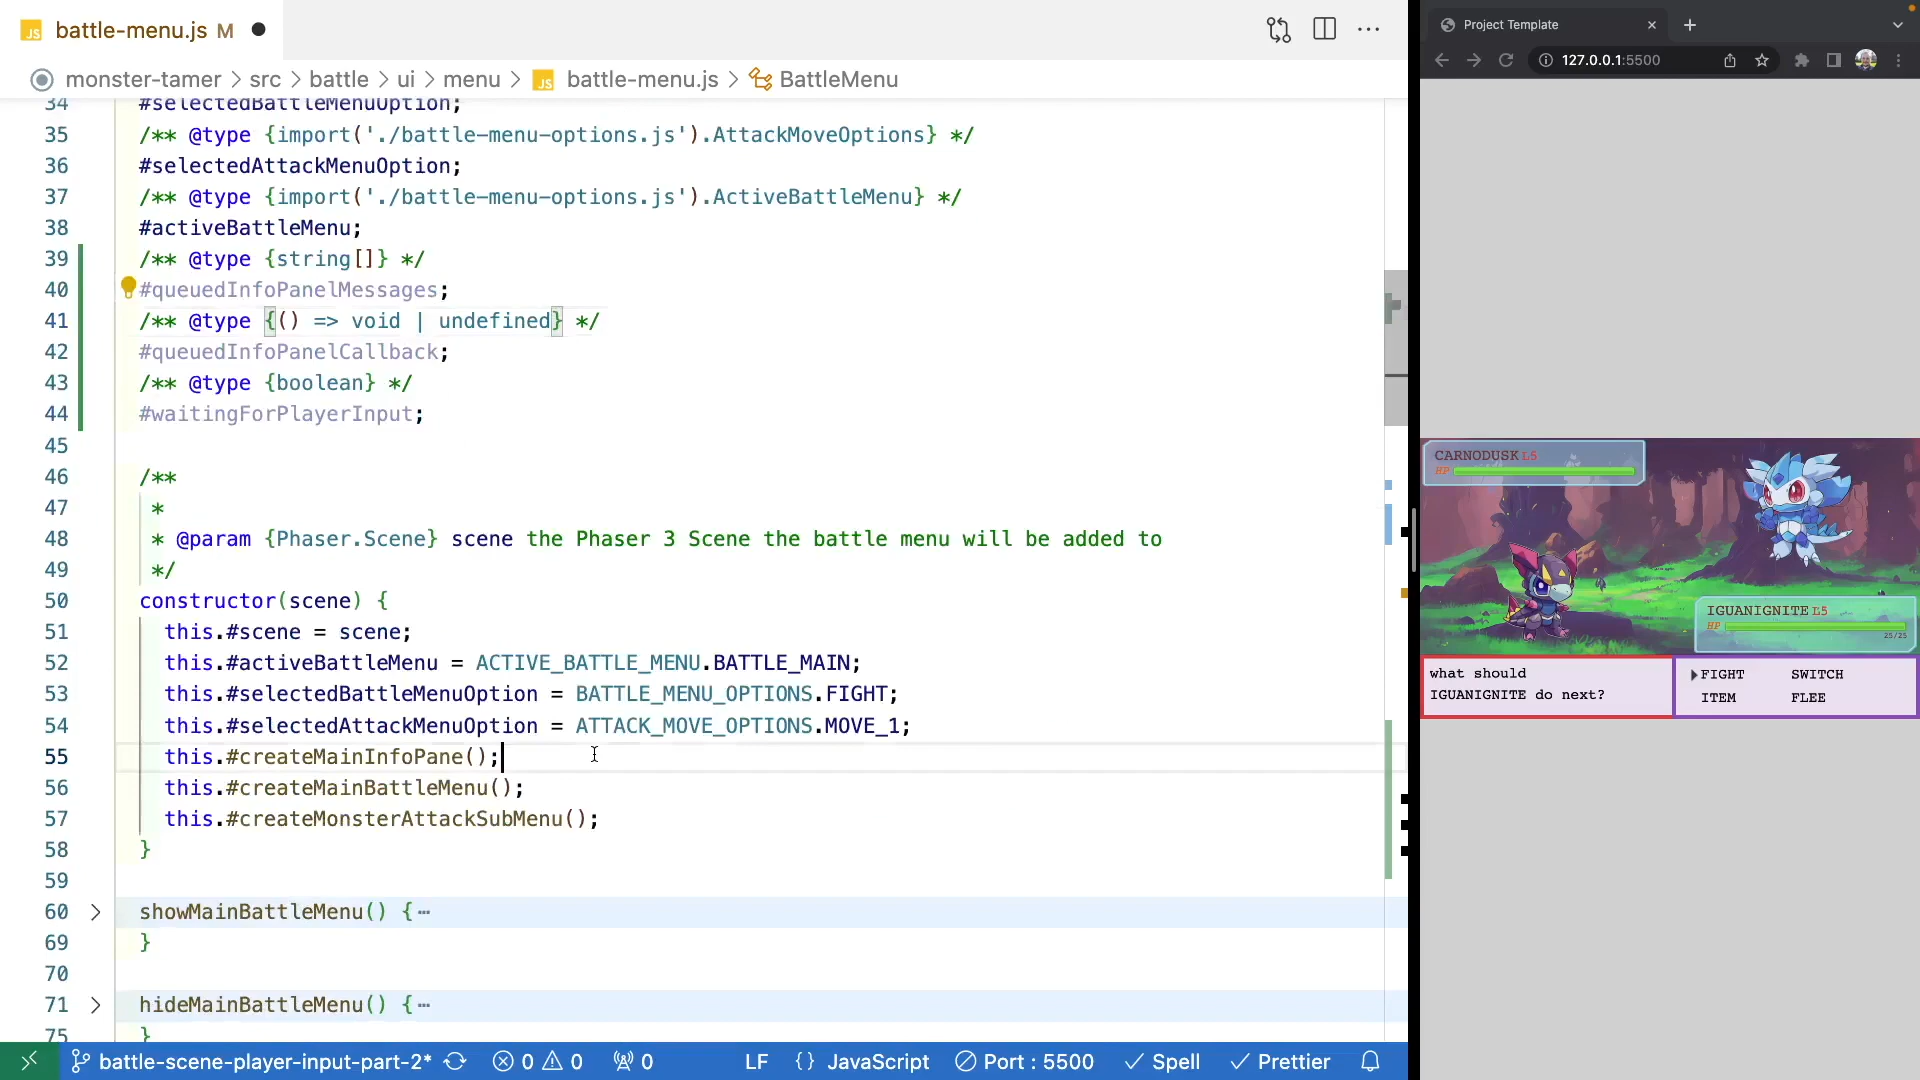 battle-menu.js M
monster-tamer > src > battle > ui > menu > battle-menu.js > BattleMenu
34 #selectedBattleMenuOption;
35 /** @type {import('./battle-menu-options.js').AttackMoveOptions} */
36 #selectedAttackMenuOption;
37 /** @type {import('./battle-menu-options.js').ActiveBattleMenu} */
38 #activeBattleMenu;
39 /** @type {string[]} */
40 #queuedInfoPanelMessages;
41 /** @type {() => void | undefined} */
42 #queuedInfoPanelCallback;
43 /** @type {boolean} */
44 #waitingForPlayerInput;
45
46 /**
47 *
48 * @param {Phaser.Scene} scene the Phaser 3 Scene the battle menu will be added to
49 */
50 constructor(scene) {
51 this.#scene = scene;
52 this.#activeBattleMenu = ACTIVE_BATTLE_MENU.BATTLE_MAIN;
53 this.#selectedBattleMenuOption = BATTLE_MENU_OPTIONS.FIGHT;
54 this.#selectedAttackMenuOption = ATTACK_MOVE_OPTIONS.MOVE_1;
55 this.#createMainInfoPane();
56 this.#createMainBattleMenu();
57 this.#createMonsterAttackSubMenu();
58 }
59
60 showMainBattleMenu() {⋯
69 }
70
71 hideMainBattleMenu() {⋯
75 }
battle-scene-player-input-part-2* 0 0 0 LF {} JavaScript Port : 5500 Spell Prettier
JS
Project Template
127.0.0.1:5500
CARNODUSK L5
HP
IGUANIGNITE L5
HP
25/25
what should
IGUANIGNITE do next?
FIGHT SWITCH
ITEM FLEE